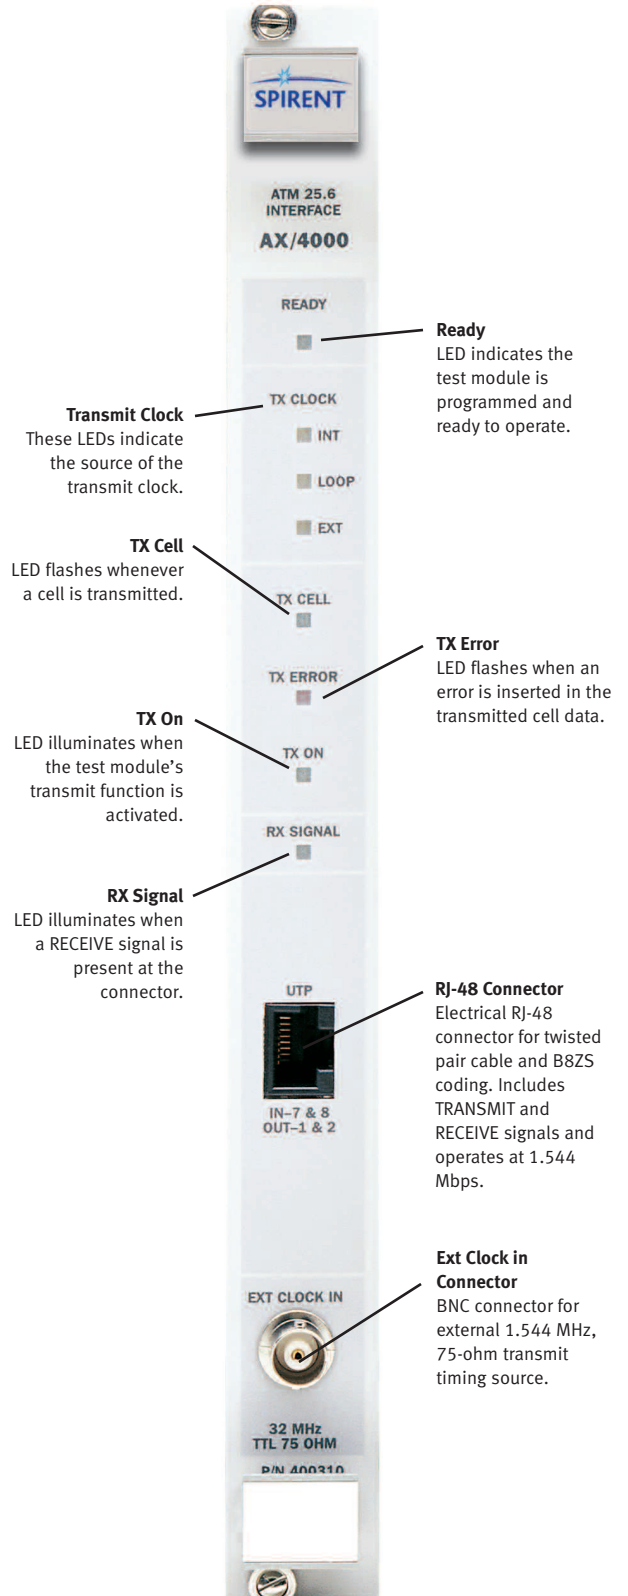 SPIRENT
ATM 25.6
INTERFACE
AX/4000
READY
Ready
LED indicates the
test module is
programmed and
ready to operate.
TX CLOCK
INT
LOOP
EXT
Transmit Clock
These LEDs indicate
the source of the
transmit clock.
TX Cell
LED flashes whenever
a cell is transmitted.
TX CELL
TX ERROR
TX Error
LED flashes when an
error is inserted in the
transmitted cell data.
TX On
LED illuminates when
the test module's
transmit function is
activated.
TX ON
RX SIGNAL
RX Signal
LED illuminates when
a RECEIVE signal is
present at the
connector.
UTP
IN–7 & 8
OUT–1 & 2
RJ-48 Connector
Electrical RJ-48
connector for twisted
pair cable and B8ZS
coding. Includes
TRANSMIT and
RECEIVE signals and
operates at 1.544
Mbps.
EXT CLOCK IN
Ext Clock in
Connector
BNC connector for
external 1.544 MHz,
75-ohm transmit
timing source.
32 MHz
TTL 75 OHM
P/N 400310